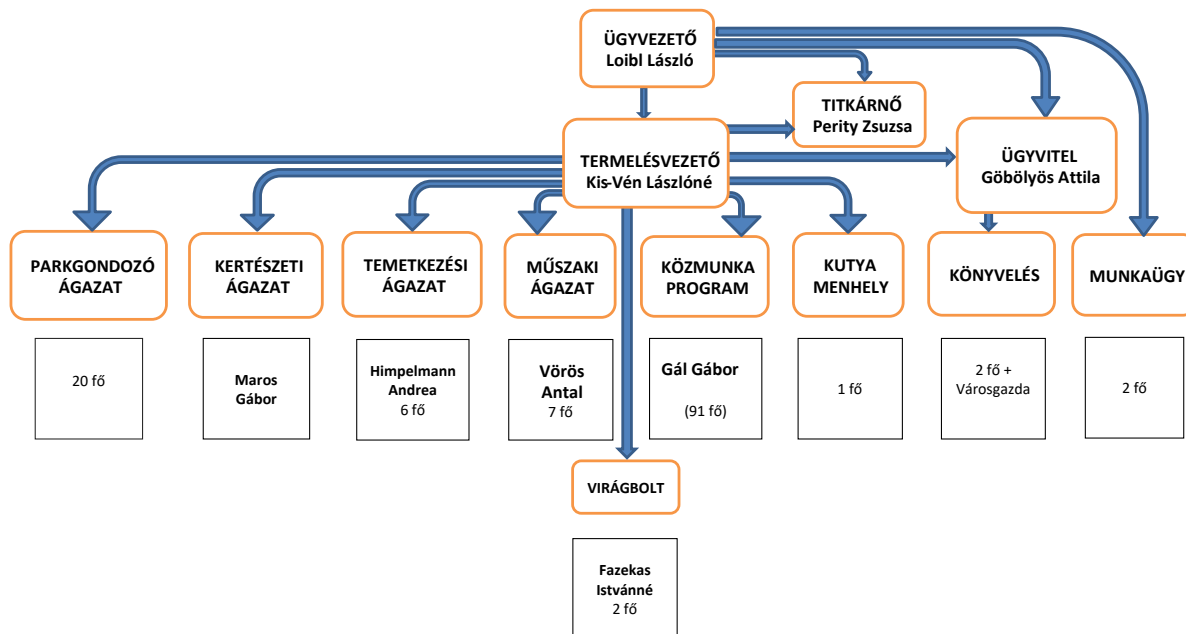 ÜGYVEZETŐ
Loibl László
TITKÁRNŐ
Perity Zsuzsa
TERMELÉSVEZETŐ
Kis-Vén Lászlóné
ÜGYVITEL
Göbölyös Attila
PARKGONDOZÓ
ÁGAZAT
KERTÉSZETI
ÁGAZAT
TEMETKEZÉSI
ÁGAZAT
MŰSZAKI
ÁGAZAT
KÖZMUNKA
PROGRAM
KUTYA
MENHELY
KÖNYVELÉS
MUNKAÜGY
20 fő
Maros
Gábor
Himpelmann
Andrea
6 fő
Vörös
Antal
7 fő
Gál Gábor
(91 fő)
1 fő
2 fő +
Városgazda
2 fő
VIRÁGBOLT
Fazekas
Istvánné
2 fő